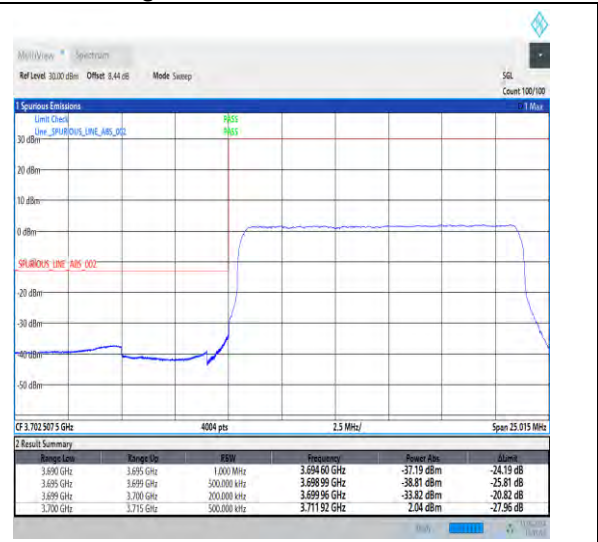 MultiView Spectrum
Ref Level 30.00 dBm Offset 8.44 dB Mode Sweep SGL
Count 100/100
1 Spurious Emissions 1 Max
Limit Check PASS
Line _SPURIOUS_LINE_ABS_002 PASS
30 dBm
20 dBm
10 dBm
0 dBm
SPURIOUS_LINE_ABS_002
-20 dBm
-30 dBm
-40 dBm
-50 dBm
CF 3.702 507 5 GHz 4004 pts 2.5 MHz/ Span 25.015 MHz
2 Result Summary
Range Low Range Up RBW Frequency Power Abs ΔLimit
3.690 GHz 3.695 GHz 1.000 MHz 3.694 60 GHz -37.19 dBm -24.19 dB
3.695 GHz 3.699 GHz 500.000 kHz 3.698 99 GHz -38.81 dBm -25.81 dB
3.699 GHz 3.700 GHz 200.000 kHz 3.699 96 GHz -33.82 dBm -20.82 dB
3.700 GHz 3.715 GHz 500.000 kHz 3.711 92 GHz 2.04 dBm -27.96 dB